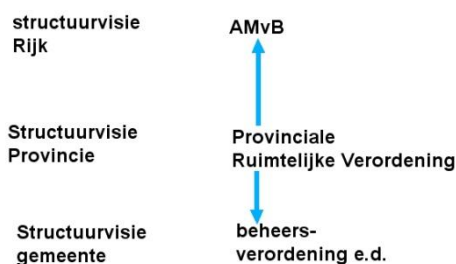 structuurvisie
Rijk
AMvB
Structuurvisie
Provincie
Provinciale
Ruimtelijke Verordening
Structuurvisie
gemeente
beheers-
verordening e.d.